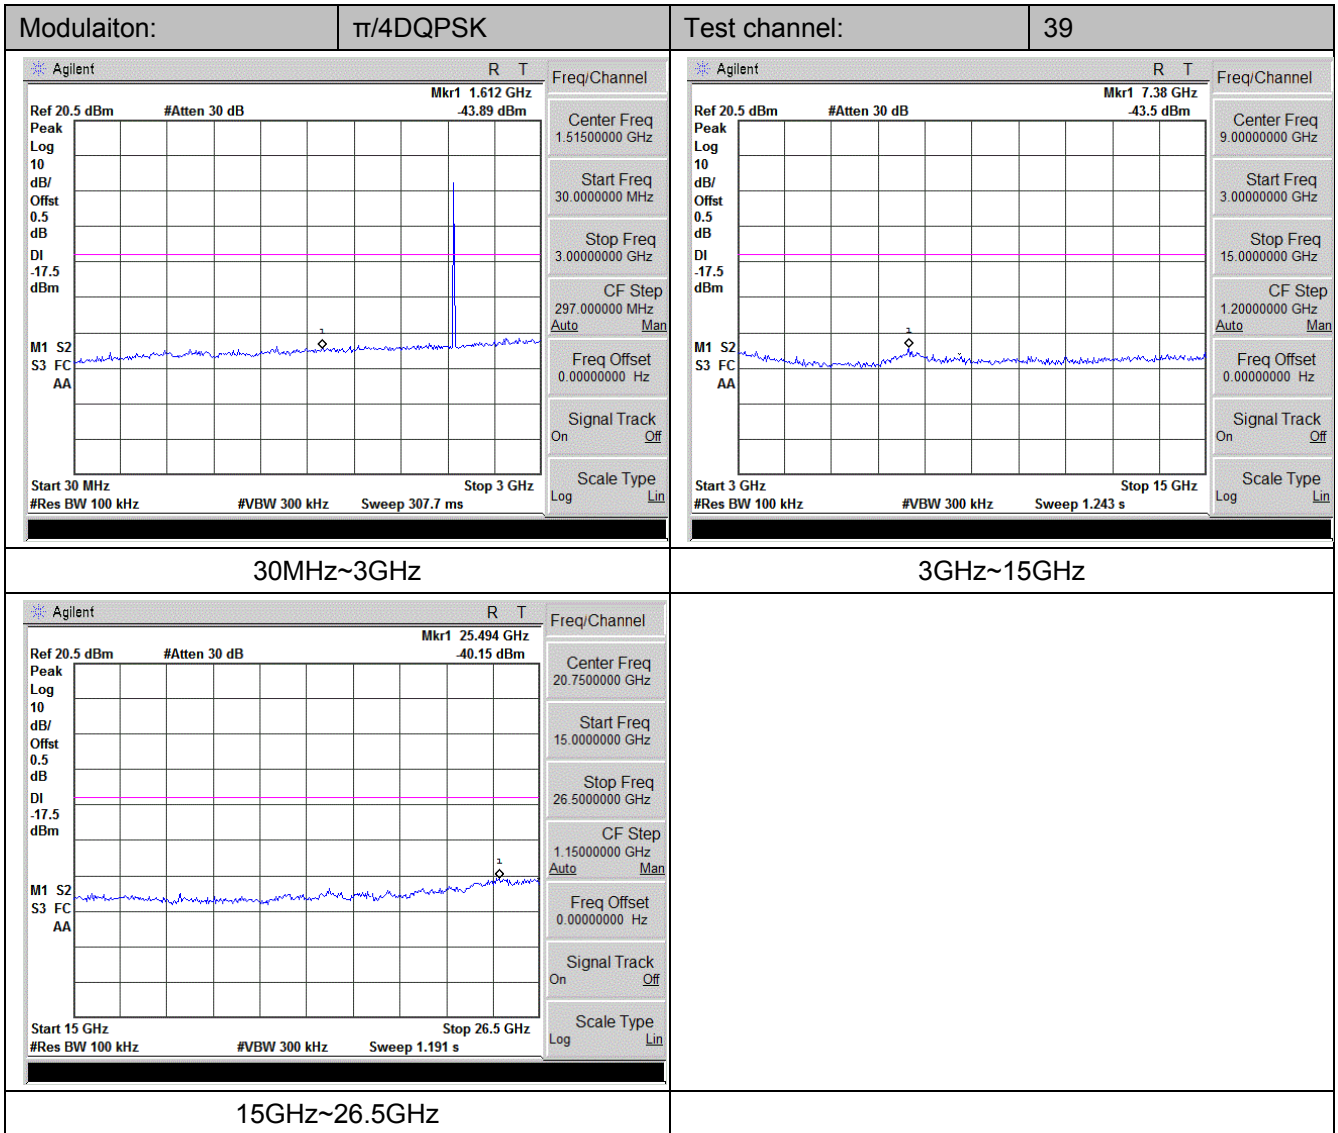 Modulaiton: π/4DQPSK Test channel: 39
Agilent R T Freq/Channel
Mkr1 1.612 GHz
Ref 20.5 dBm #Atten 30 dB -43.89 dBm
Peak
Log
10
dB/
Offst
0.5
dB
DI
-17.5
dBm
M1 S2
S3 FC
AA
1
Start 30 MHz Stop 3 GHz
#Res BW 100 kHz #VBW 300 kHz Sweep 307.7 ms
Center Freq
1.51500000 GHz
Start Freq
30.0000000 MHz
Stop Freq
3.00000000 GHz
CF Step
297.000000 MHz
Auto Man
Freq Offset
0.00000000 Hz
Signal Track
On Off
Scale Type
Log Lin
Agilent R T Freq/Channel
Mkr1 7.38 GHz
Ref 20.5 dBm #Atten 30 dB -43.5 dBm
Peak
Log
10
dB/
Offst
0.5
dB
DI
-17.5
dBm
M1 S2
S3 FC
AA
1
Start 3 GHz Stop 15 GHz
#Res BW 100 kHz #VBW 300 kHz Sweep 1.243 s
Center Freq
9.00000000 GHz
Start Freq
3.00000000 GHz
Stop Freq
15.0000000 GHz
CF Step
1.20000000 GHz
Auto Man
Freq Offset
0.00000000 Hz
Signal Track
On Off
Scale Type
Log Lin
30MHz~3GHz 3GHz~15GHz
Agilent R T Freq/Channel
Mkr1 25.494 GHz
Ref 20.5 dBm #Atten 30 dB -40.15 dBm
Peak
Log
10
dB/
Offst
0.5
dB
DI
-17.5
dBm
M1 S2
S3 FC
AA
1
Start 15 GHz Stop 26.5 GHz
#Res BW 100 kHz #VBW 300 kHz Sweep 1.191 s
Center Freq
20.7500000 GHz
Start Freq
15.0000000 GHz
Stop Freq
26.5000000 GHz
CF Step
1.15000000 GHz
Auto Man
Freq Offset
0.00000000 Hz
Signal Track
On Off
Scale Type
Log Lin
15GHz~26.5GHz